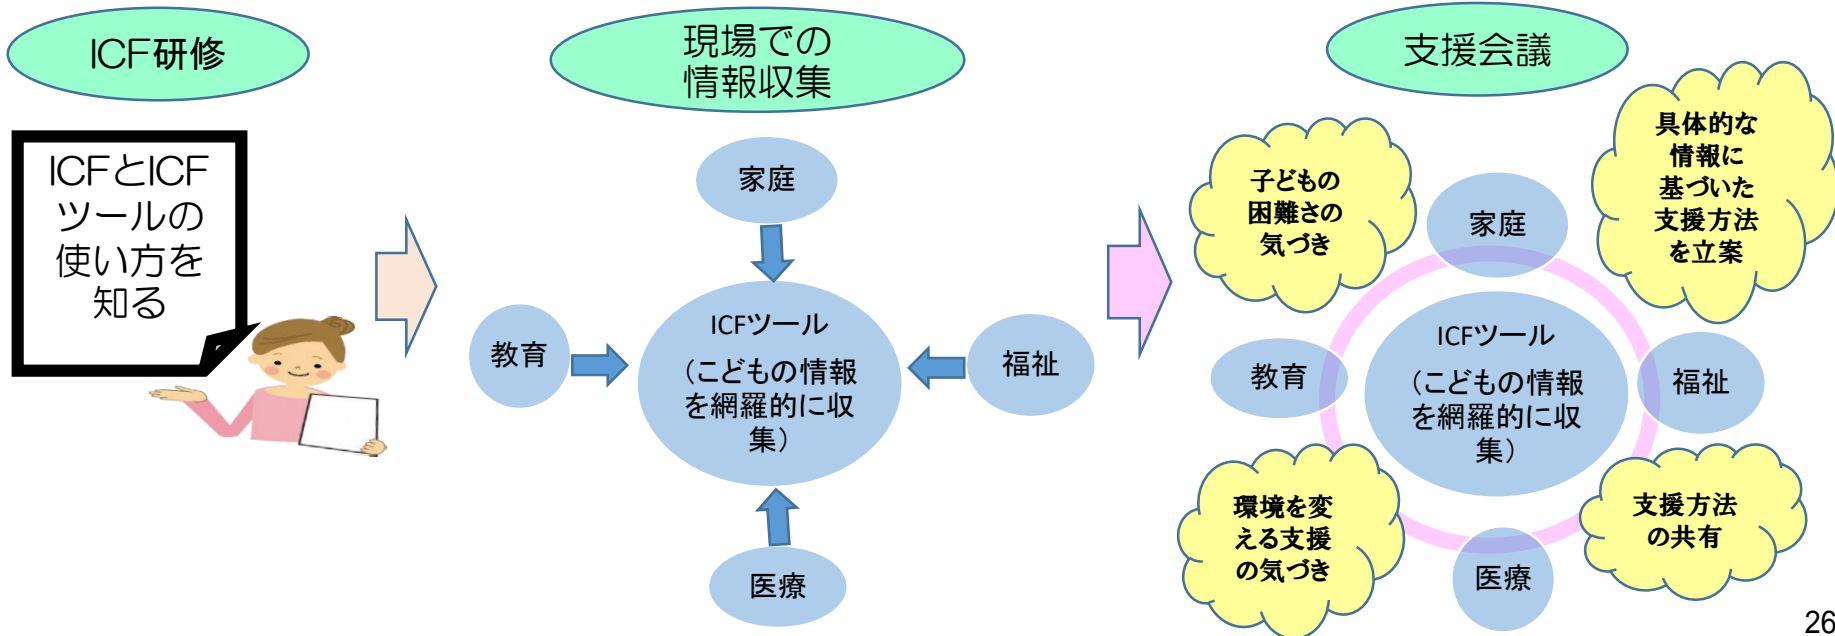 ICF研修
ICFとICF
ツールの
使い方を
知る
現場での
情報収集
家庭
教育
ICFツール
（こどもの情報
を網羅的に収
集）
福祉
医療
支援会議
子どもの
困難さの
気づき
具体的な
情報に
基づいた
支援方法
を立案
家庭
教育
ICFツール
（こどもの情報
を網羅的に収
集）
福祉
環境を変
える支援
の気づき
支援方法
の共有
医療
26